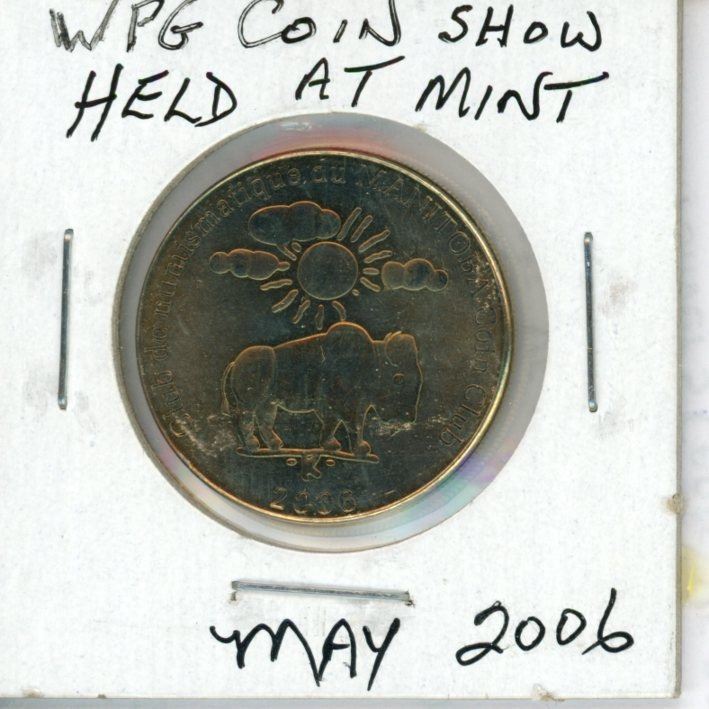 WPG COIN SHOW
HELD AT MINT
Club de numismatique du MANITOBA Coin Club
2006
MAY 2006